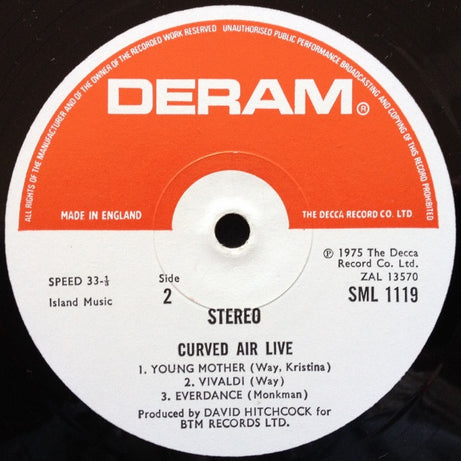 ALL RIGHTS OF THE MANUFACTURER AND OF THE OWNER OF THE RECORDED WORK RESERVED UNAUTHORISED PUBLIC PERFORMANCE BROADCASTING AND COPYING OF THIS RECORD PROHIBITED
DERAM®
MADE IN ENGLAND
THE DECCA RECORD CO. LTD.
℗ 1975 The Decca
Record Co. Ltd.
ZAL 13570
SML 1119
SPEED 33-⅓
Island Music
Side
2
STEREO
CURVED AIR LIVE
1. YOUNG MOTHER (Way, Kristina)
2. VIVALDI (Way)
3. EVERDANCE (Monkman)
Produced by DAVID HITCHCOCK for
BTM RECORDS LTD.